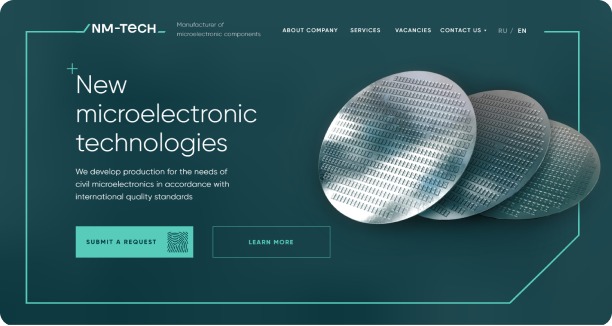 NM-TECH
Manufacturer of
microelectronic components
ABOUT COMPANY
SERVICES
VACANCIES
CONTACT US
RU / EN
New
microelectronic
technologies
We develop production for the needs of
civil microelectronics in accordance with
international quality standards
SUBMIT A REQUEST
LEARN MORE